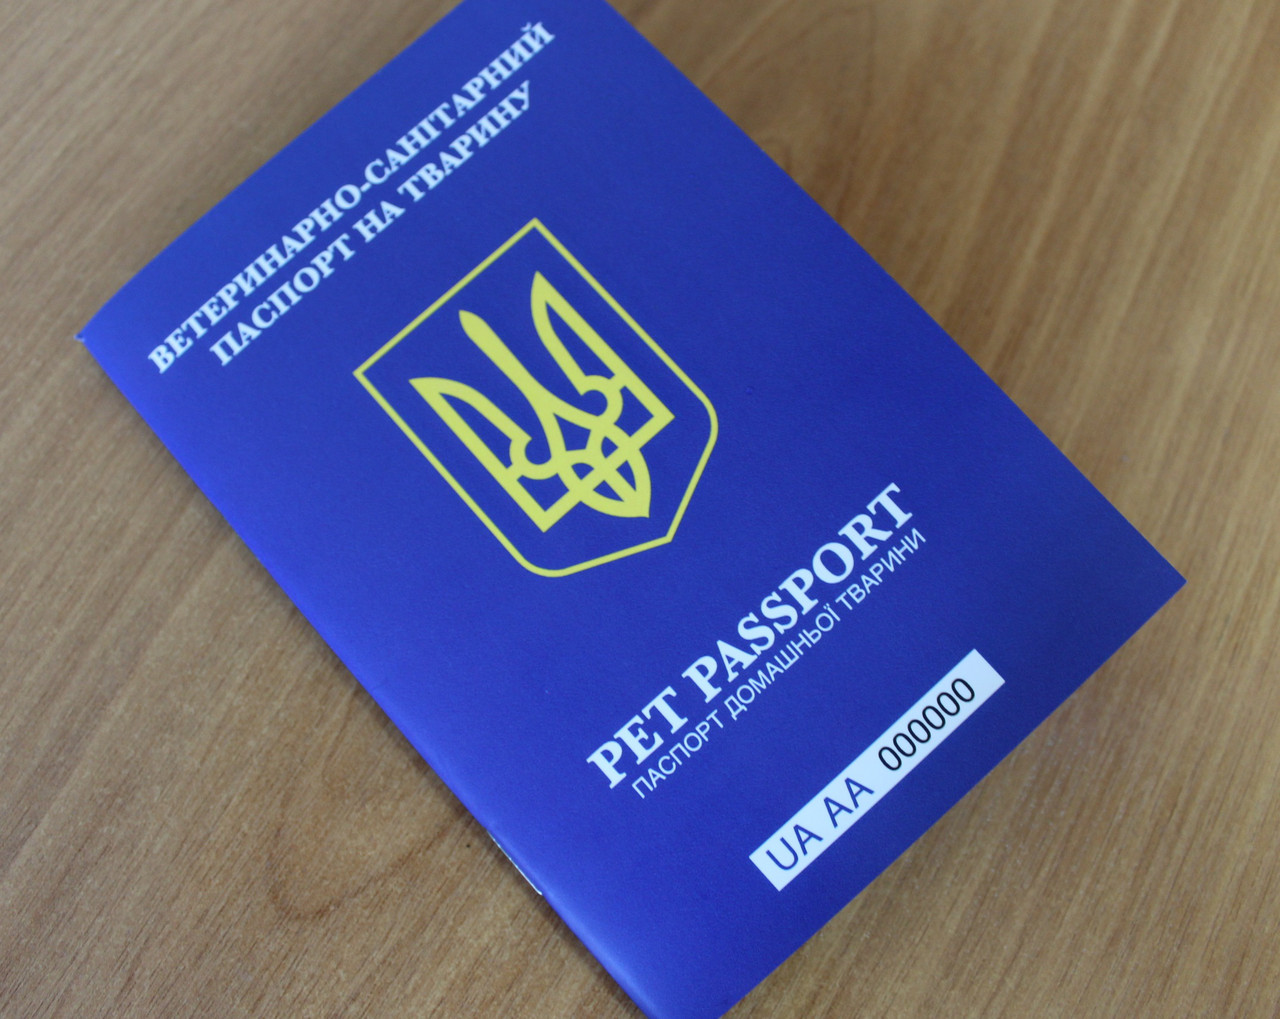 ВЕТЕРИНАРНО-САНІТАРНИЙ
ПАСПОРТ НА ТВАРИНУ
PET PASSPORT
ПАСПОРТ ДОМАШНЬОЇ ТВАРИНИ
UA AA 000000